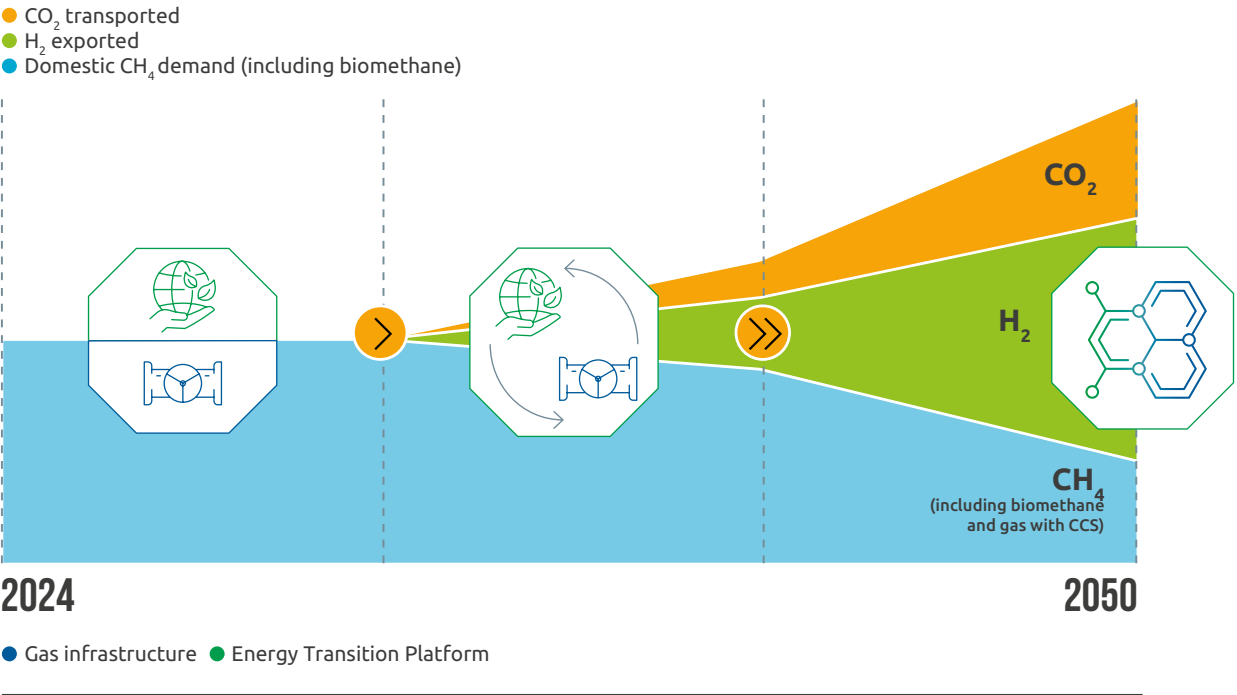 CO₂ transported
H₂ exported
Domestic CH₄ demand (including biomethane)
CO₂
H₂
CH₄
(including biomethane
and gas with CCS)
2024
2050
Gas infrastructure
Energy Transition Platform